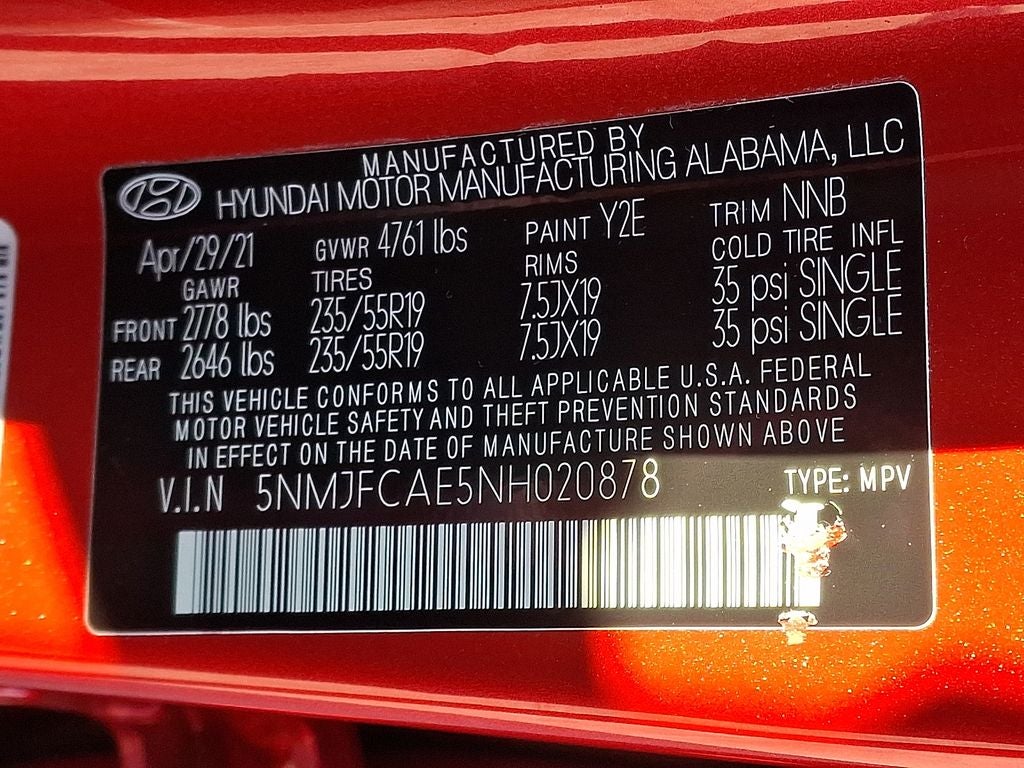 MANUFACTURED BY
HYUNDAI MOTOR MANUFACTURING ALABAMA, LLC
Apr/29/21 GVWR 4761 lbs PAINT Y2E TRIM NNB
GAWR TIRES RIMS COLD TIRE INFL
FRONT 2778 lbs 235/55R19 7.5JX19 35 psi SINGLE
REAR 2646 lbs 235/55R19 7.5JX19 35 psi SINGLE
THIS VEHICLE CONFORMS TO ALL APPLICABLE U.S.A. FEDERAL
MOTOR VEHICLE SAFETY AND THEFT PREVENTION STANDARDS
IN EFFECT ON THE DATE OF MANUFACTURE SHOWN ABOVE
V.I.N 5NMJFCAE5NH020878 TYPE: MPV